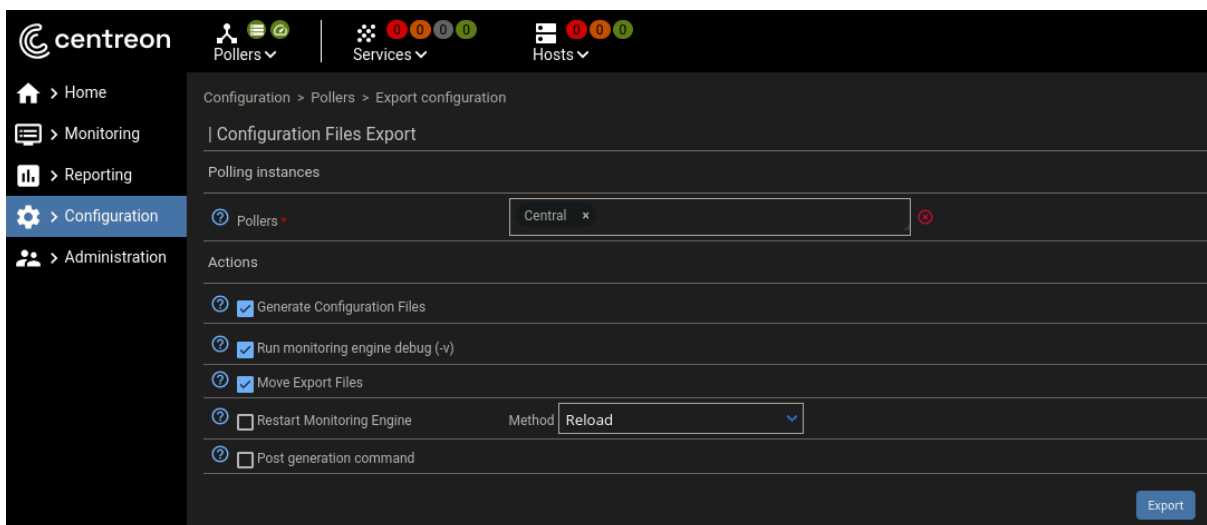 centreon
Pollers
0 0 0 0
Services
0 0 0
Hosts
Home
Monitoring
Reporting
Configuration
Administration
Configuration > Pollers > Export configuration
| Configuration Files Export
Polling instances
? Pollers *
Central ×
Actions
? Generate Configuration Files
? Run monitoring engine debug (-v)
? Move Export Files
? Restart Monitoring Engine Method Reload
? Post generation command
Export